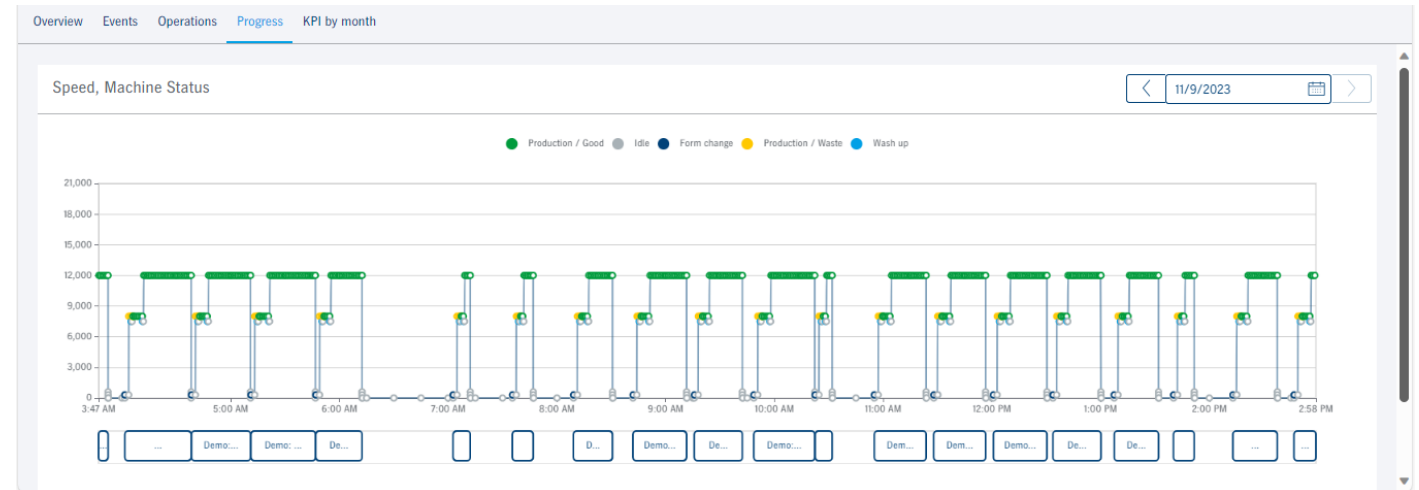 Overview Events Operations Progress KPI by month
Speed, Machine Status
11/9/2023
Production / Good Idle Form change Production / Waste Wash up
21,000
18,000
15,000
12,000
9,000
6,000
3,000
0
3:47 AM 5:00 AM 6:00 AM 7:00 AM 8:00 AM 9:00 AM 10:00 AM 11:00 AM 12:00 PM 1:00 PM 2:00 PM 2:58 PM
... ... Demo:... Demo: ... De... D... Demo... De... Demo:... Dem... Dem... Demo... De... De... ... ...